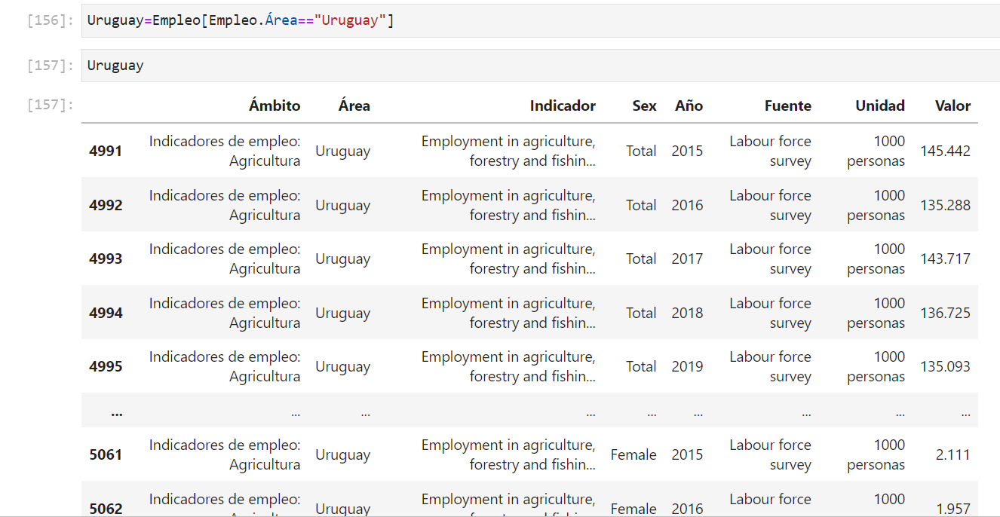 [156]: Uruguay=Empleo[Empleo.Área=="Uruguay"]
[157]: Uruguay
[157]:
Ámbito Área Indicador Sex Año Fuente Unidad Valor
4991 Indicadores de empleo: Agricultura Uruguay Employment in agriculture, forestry and fishin... Total 2015 Labour force survey 1000 personas 145.442
4992 Indicadores de empleo: Agricultura Uruguay Employment in agriculture, forestry and fishin... Total 2016 Labour force survey 1000 personas 135.288
4993 Indicadores de empleo: Agricultura Uruguay Employment in agriculture, forestry and fishin... Total 2017 Labour force survey 1000 personas 143.717
4994 Indicadores de empleo: Agricultura Uruguay Employment in agriculture, forestry and fishin... Total 2018 Labour force survey 1000 personas 136.725
4995 Indicadores de empleo: Agricultura Uruguay Employment in agriculture, forestry and fishin... Total 2019 Labour force survey 1000 personas 135.093
... ... ... ... ... ... ... ... ...
5061 Indicadores de empleo: Agricultura Uruguay Employment in agriculture, forestry and fishin... Female 2015 Labour force survey 1000 personas 2.111
5062 Indicadores de empleo: Uruguay Employment in agriculture, Female 2016 Labour force 1000 1.957